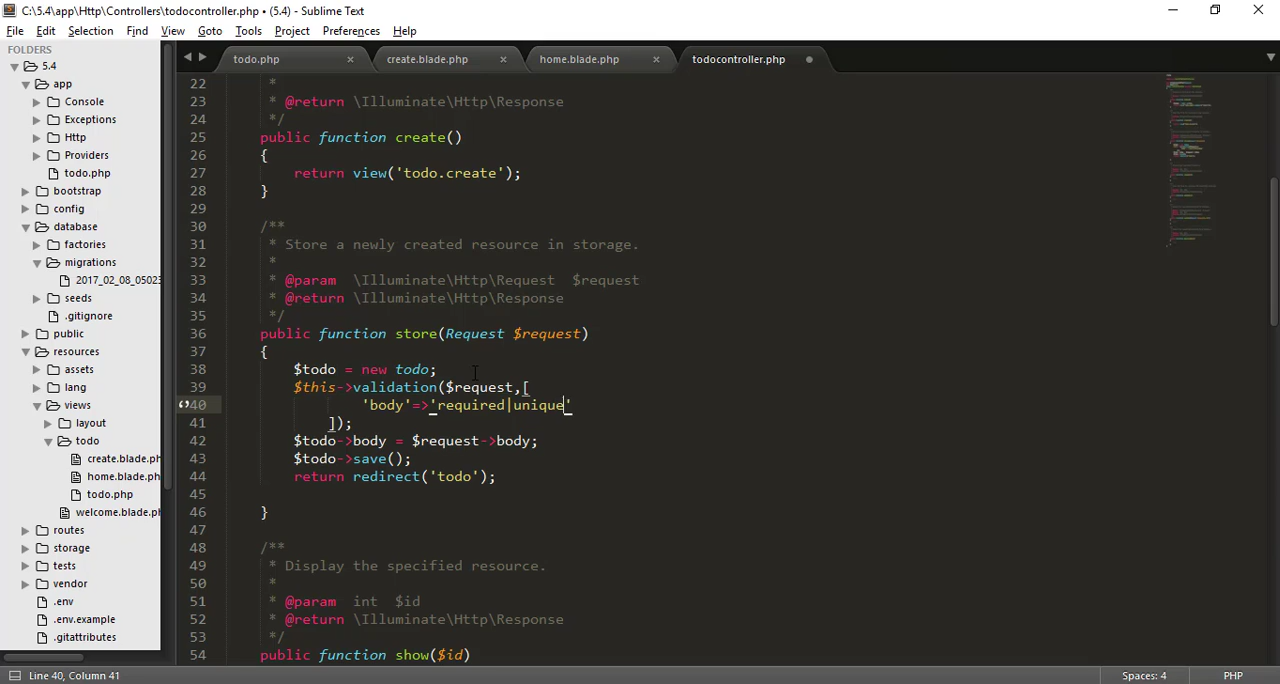 C:\5.4\app\Http\Controllers\todocontroller.php • (5.4) - Sublime Text
File Edit Selection Find View Goto Tools Project Preferences Help
FOLDERS
5.4
app
Console
Exceptions
Http
Providers
todo.php
bootstrap
config
database
factories
migrations
2017_02_08_05023
seeds
.gitignore
public
resources
assets
lang
views
layout
todo
create.blade.ph
home.blade.ph
todo.php
welcome.blade.ph
routes
storage
tests
vendor
.env
.env.example
.gitattributes
todo.php create.blade.php home.blade.php todocontroller.php
22 *
23 * @return \Illuminate\Http\Response
24 */
25 public function create()
26 {
27 return view('todo.create');
28 }
29
30 /**
31 * Store a newly created resource in storage.
32 *
33 * @param \Illuminate\Http\Request $request
34 * @return \Illuminate\Http\Response
35 */
36 public function store(Request $request)
37 {
38 $todo = new todo;
39 $this->validation($request,[
40 'body'=>'required|unique'
41 ]);
42 $todo->body = $request->body;
43 $todo->save();
44 return redirect('todo');
45
46 }
47
48 /**
49 * Display the specified resource.
50 *
51 * @param int $id
52 * @return \Illuminate\Http\Response
53 */
54 public function show($id)
Line 40, Column 41 Spaces: 4 PHP